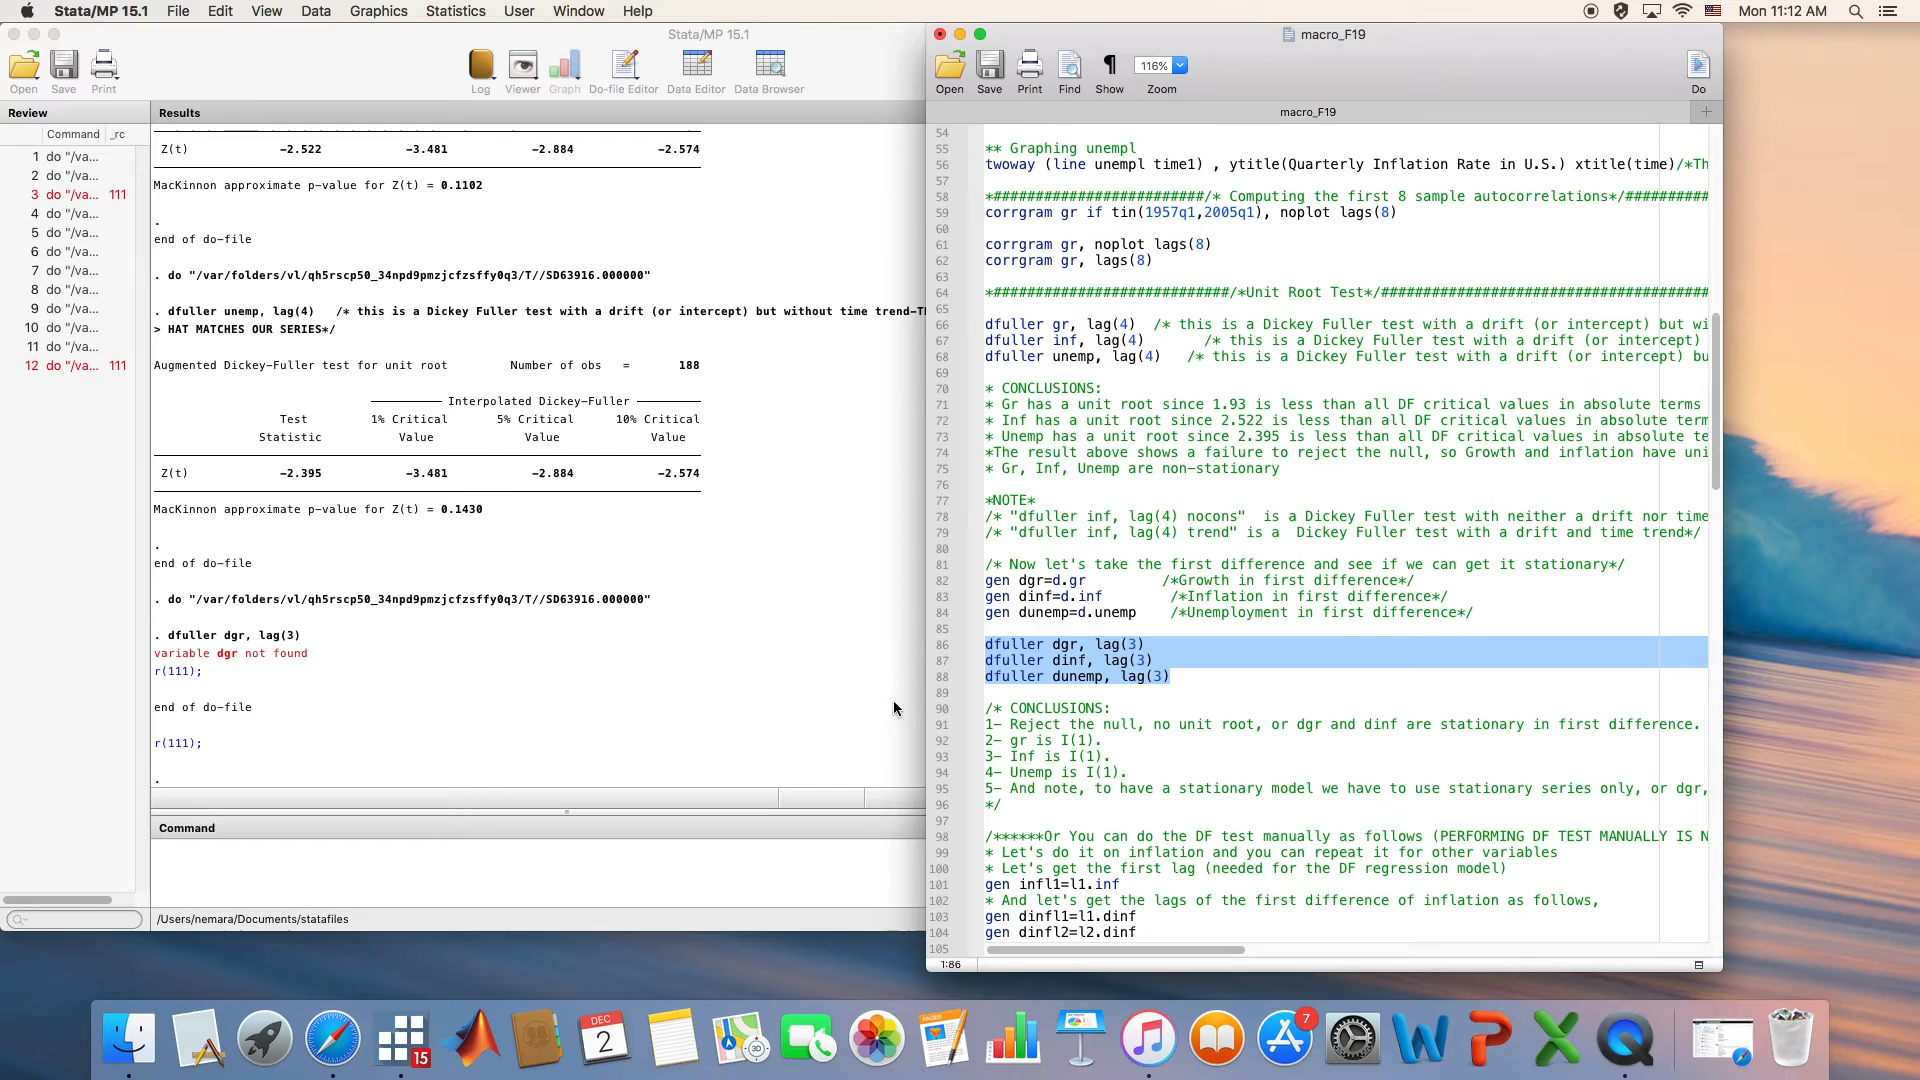 Stata/MP 15.1 File Edit View Data Graphics Statistics User Window Help Mon 11:12 AM
Stata/MP 15.1
Open Save Print Log Viewer Graph Do-file Editor Data Editor Data Browser
Review
Command _rc
1 do "/va...
2 do "/va...
3 do "/va... 111
4 do "/va...
5 do "/va...
6 do "/va...
7 do "/va...
8 do "/va...
9 do "/va...
10 do "/va...
11 do "/va...
12 do "/va... 111
Results
Z(t) -2.522 -3.481 -2.884 -2.574
MacKinnon approximate p-value for Z(t) = 0.1102
.
end of do-file
. do "/var/folders/vl/qh5rscp50_34npd9pmzjcfzsffy0q3/T//SD63916.000000"
. dfuller unemp, lag(4) /* this is a Dickey Fuller test with a drift (or intercept) but without time trend-T
> HAT MATCHES OUR SERIES*/
Augmented Dickey-Fuller test for unit root Number of obs = 188
Interpolated Dickey-Fuller
Test 1% Critical 5% Critical 10% Critical
Statistic Value Value Value
Z(t) -2.395 -3.481 -2.884 -2.574
MacKinnon approximate p-value for Z(t) = 0.1430
.
end of do-file
. do "/var/folders/vl/qh5rscp50_34npd9pmzjcfzsffy0q3/T//SD63916.000000"
. dfuller dgr, lag(3)
variable dgr not found
r(111);
end of do-file
r(111);
.
Command
/Users/nemara/Documents/statafiles
macro_F19
Open Save Print Find Show 116% Zoom Do
macro_F19
54
55 ** Graphing unempl
56 twoway (line unempl time1) , ytitle(Quarterly Inflation Rate in U.S.) xtitle(time)/*Th
57
58 *#########################/* Computing the first 8 sample autocorrelations*/##########
59 corrgram gr if tin(1957q1,2005q1), noplot lags(8)
60
61 corrgram gr, noplot lags(8)
62 corrgram gr, lags(8)
63
64 *############################/*Unit Root Test*/#######################################
65
66 dfuller gr, lag(4) /* this is a Dickey Fuller test with a drift (or intercept) but wi
67 dfuller inf, lag(4) /* this is a Dickey Fuller test with a drift (or intercept)
68 dfuller unemp, lag(4) /* this is a Dickey Fuller test with a drift (or intercept) bu
69
70 * CONCLUSIONS:
71 * Gr has a unit root since 1.93 is less than all DF critical values in absolute terms
72 * Inf has a unit root since 2.522 is less than all DF critical values in absolute term
73 * Unemp has a unit root since 2.395 is less than all DF critical values in absolute te
74 *The result above shows a failure to reject the null, so Growth and inflation have uni
75 * Gr, Inf, Unemp are non-stationary
76
77 *NOTE*
78 /* "dfuller inf, lag(4) nocons" is a Dickey Fuller test with neither a drift nor time
79 /* "dfuller inf, lag(4) trend" is a Dickey Fuller test with a drift and time trend*/
80
81 /* Now let's take the first difference and see if we can get it stationary*/
82 gen dgr=d.gr /*Growth in first difference*/
83 gen dinf=d.inf /*Inflation in first difference*/
84 gen dunemp=d.unemp /*Unemployment in first difference*/
85
86 dfuller dgr, lag(3)
87 dfuller dinf, lag(3)
88 dfuller dunemp, lag(3)
89
90 /* CONCLUSIONS:
91 1- Reject the null, no unit root, or dgr and dinf are stationary in first difference.
92 2- gr is I(1).
93 3- Inf is I(1).
94 4- Unemp is I(1).
95 5- And note, to have a stationary model we have to use stationary series only, or dgr,
96 */
97
98 /******Or You can do the DF test manually as follows (PERFORMING DF TEST MANUALLY IS N
99 * Let's do it on inflation and you can repeat it for other variables
100 * Let's get the first lag (needed for the DF regression model)
101 gen infl1=l1.inf
102 * And let's get the lags of the first difference of inflation as follows,
103 gen dinfl1=l1.dinf
104 gen dinfl2=l2.dinf
105
1:86
15
DEC
2
3D
PAGES
7